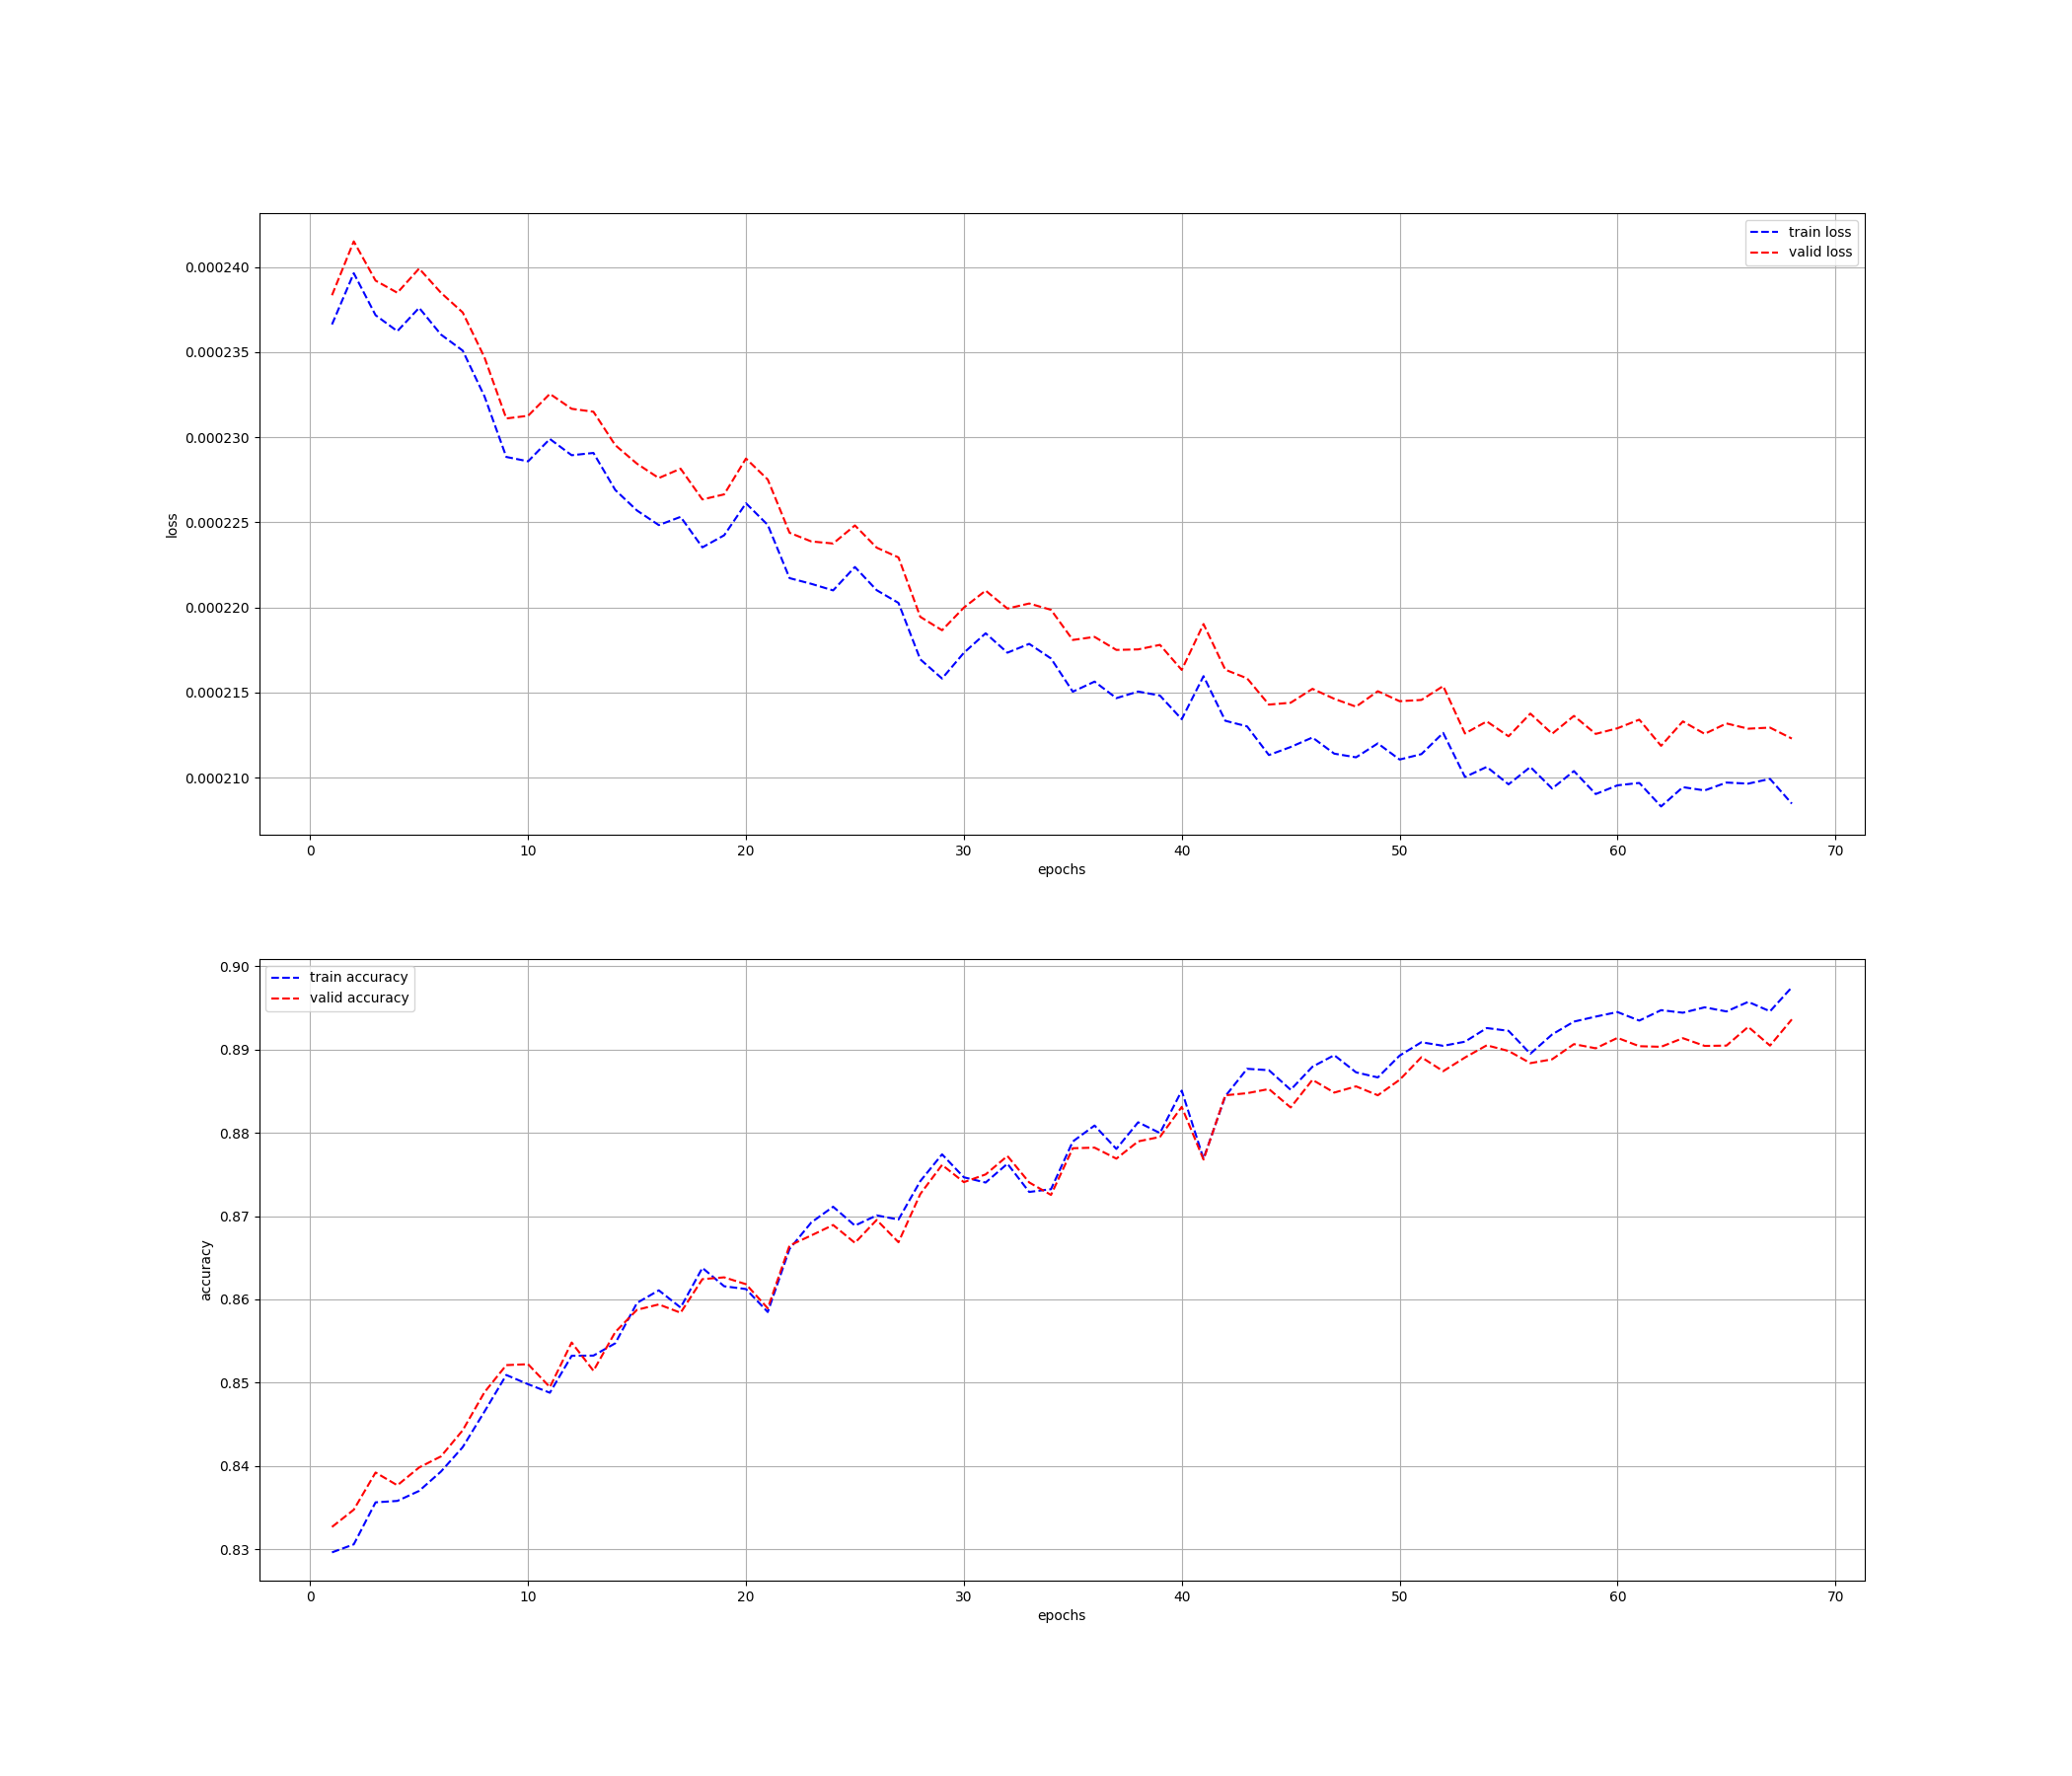 train loss
valid loss
0.000240
0.000235
0.000230
0.000225
0.000220
0.000215
0.000210
loss
0 10 20 30 40 50 60 70
epochs
train accuracy
valid accuracy
0.90
0.89
0.88
0.87
0.86
0.85
0.84
0.83
accuracy
0 10 20 30 40 50 60 70
epochs